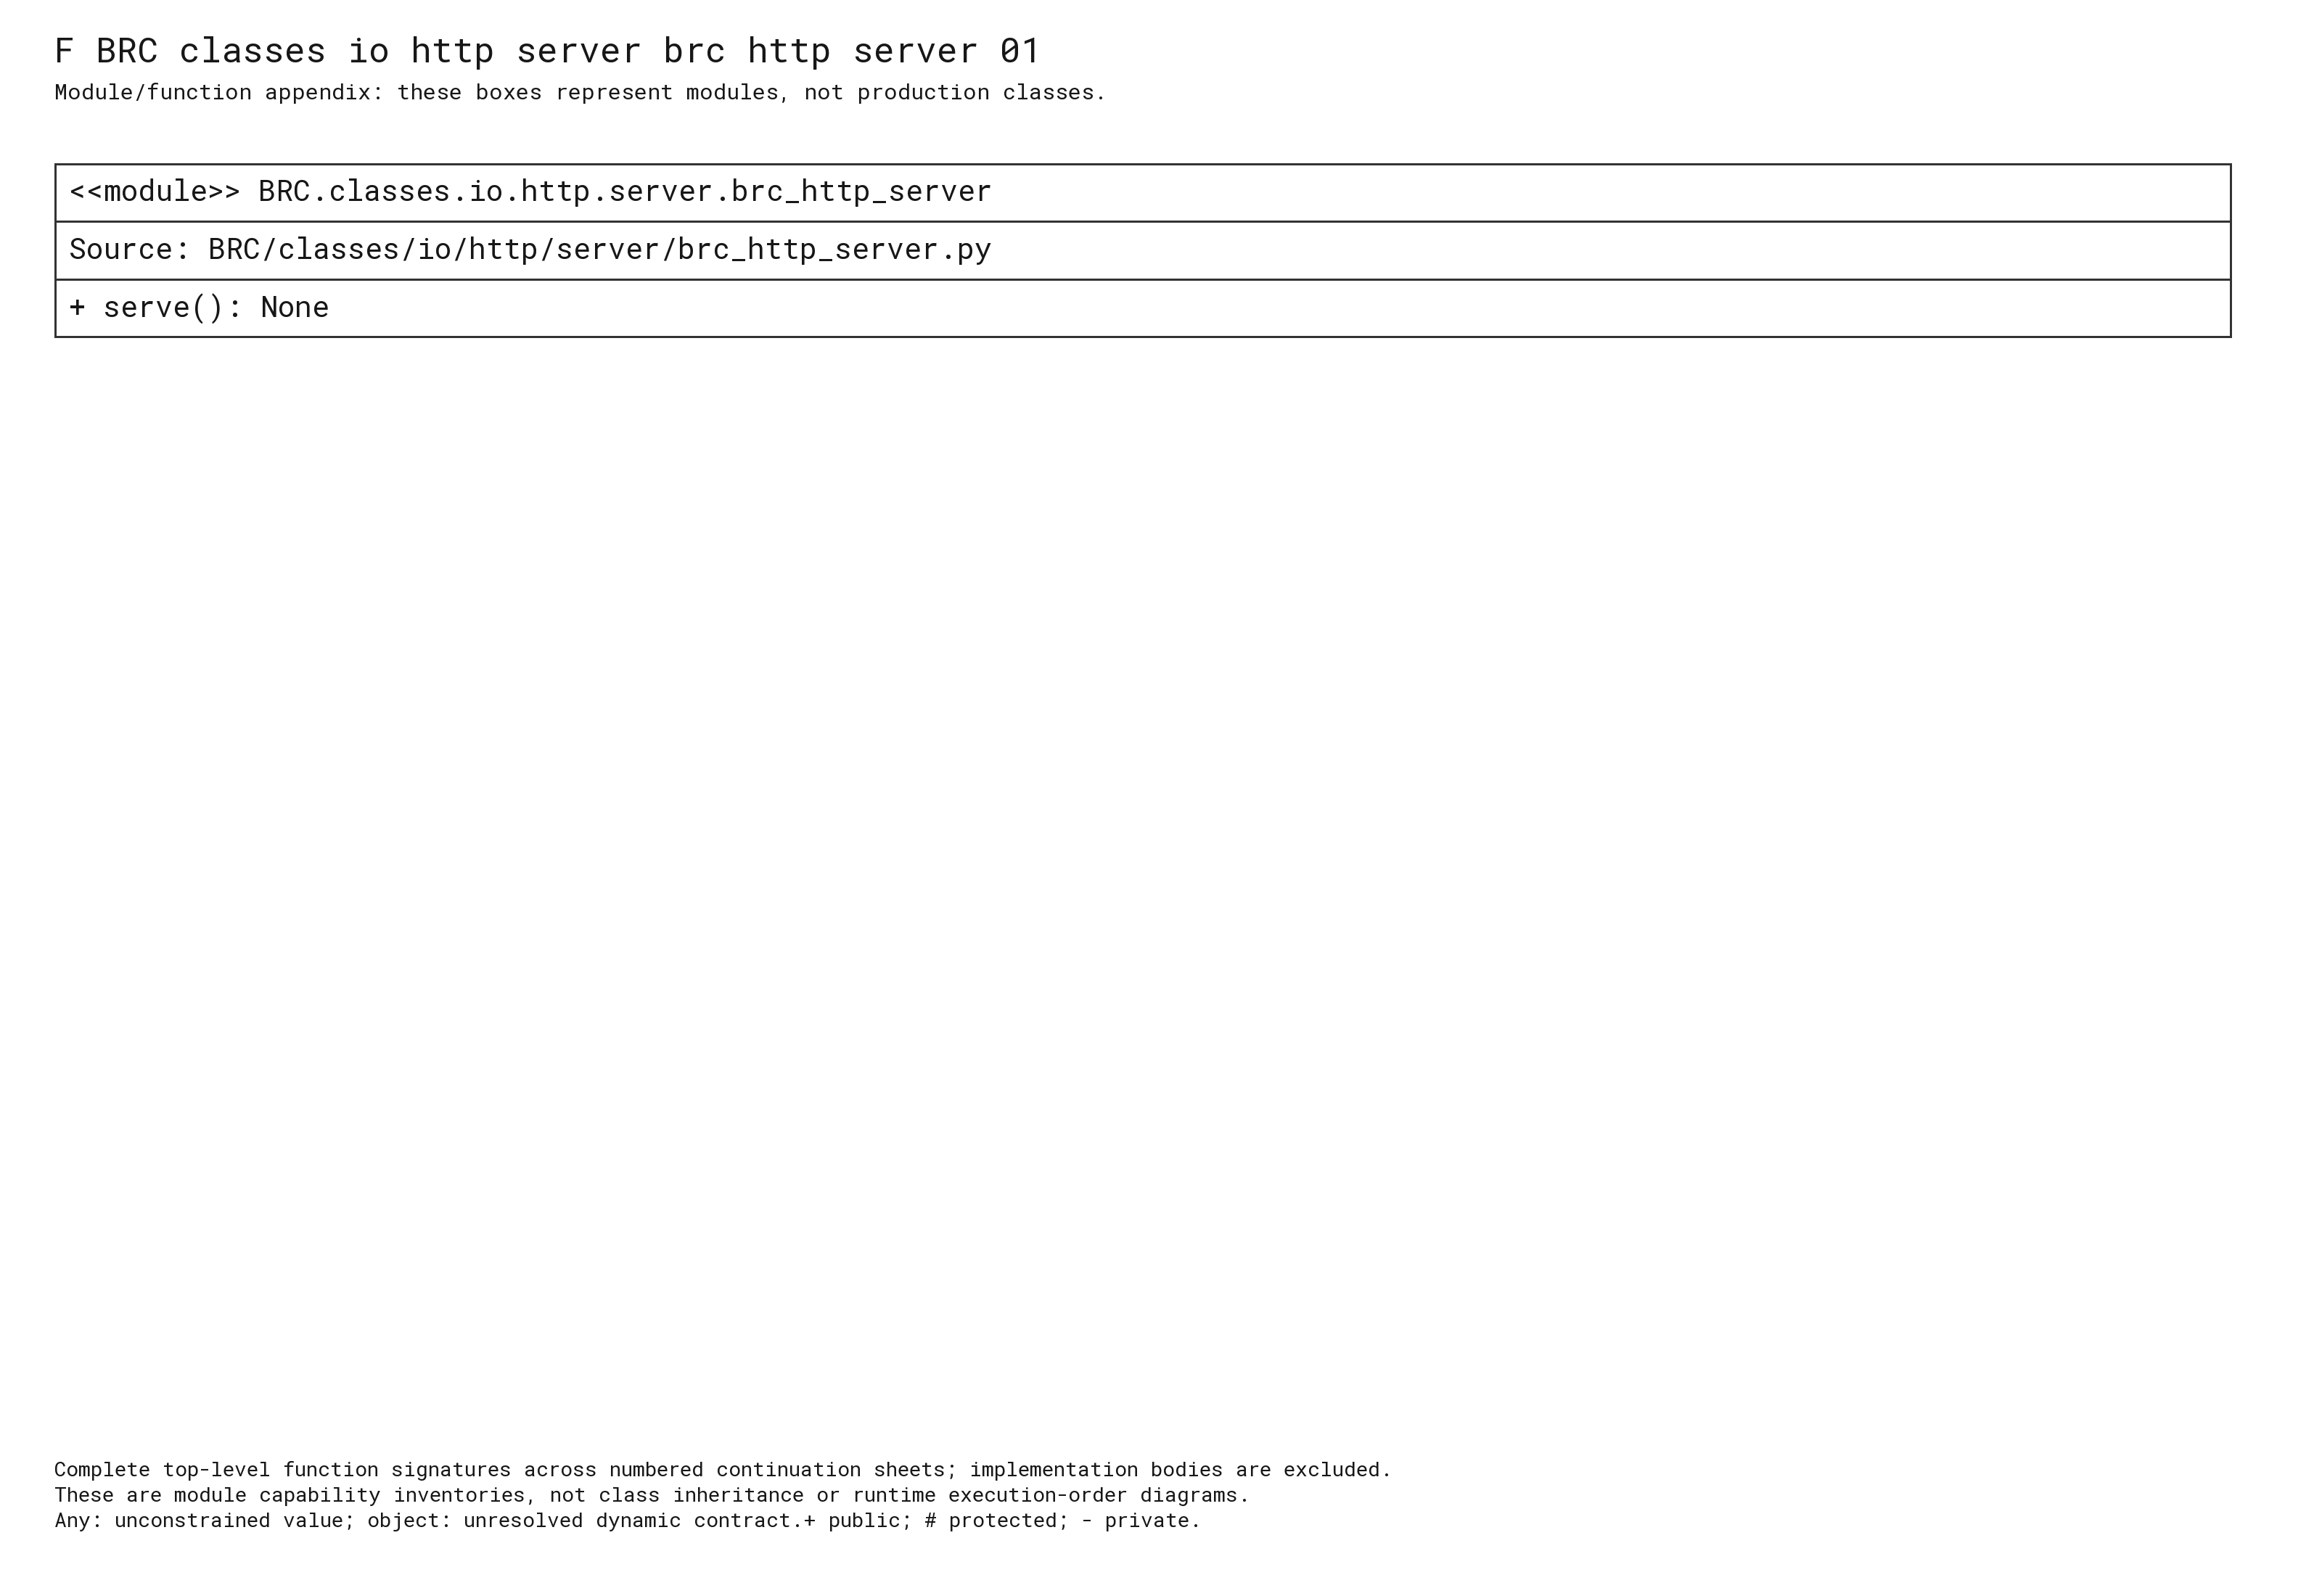 F BRC classes io http server brc http server 01
Module/function appendix: these boxes represent modules, not production classes.
<<module>> BRC.classes.io.http.server.brc_http_server
Source: BRC/classes/io/http/server/brc_http_server.py
+ serve(): None
Complete top-level function signatures across numbered continuation sheets; implementation bodies are excluded.
These are module capability inventories, not class inheritance or runtime execution-order diagrams.
Any: unconstrained value; object: unresolved dynamic contract.+ public; # protected; - private.